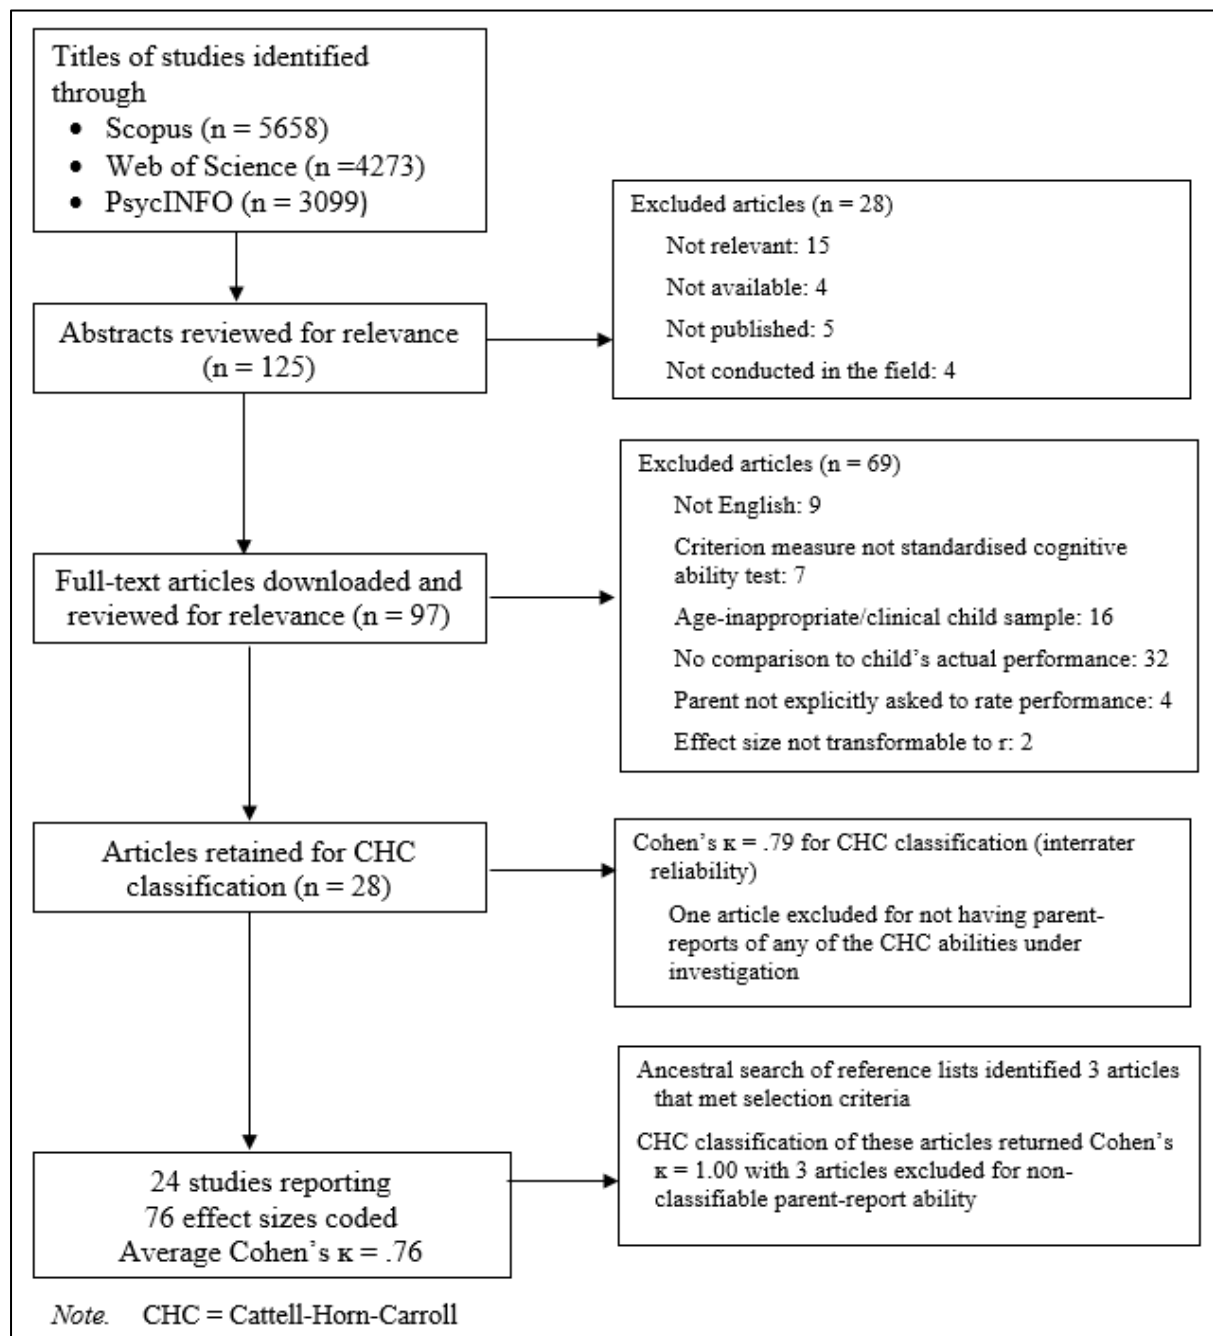 Titles of studies identified
through
• Scopus (n = 5658)
• Web of Science (n =4273)
• PsycINFO (n = 3099)
Excluded articles (n = 28)
Not relevant: 15
Not available: 4
Not published: 5
Not conducted in the field: 4
Abstracts reviewed for relevance
(n = 125)
Excluded articles (n = 69)
Not English: 9
Criterion measure not standardised cognitive
ability test: 7
Age-inappropriate/clinical child sample: 16
No comparison to child's actual performance: 32
Parent not explicitly asked to rate performance: 4
Effect size not transformable to r: 2
Full-text articles downloaded and
reviewed for relevance (n = 97)
Articles retained for CHC
classification (n = 28)
Cohen's κ = .79 for CHC classification (interrater
reliability)
One article excluded for not having parent-
reports of any of the CHC abilities under
investigation
Ancestral search of reference lists identified 3 articles
that met selection criteria
CHC classification of these articles returned Cohen's
κ = 1.00 with 3 articles excluded for non-
classifiable parent-report ability
24 studies reporting
76 effect sizes coded
Average Cohen's κ = .76
Note. CHC = Cattell-Horn-Carroll